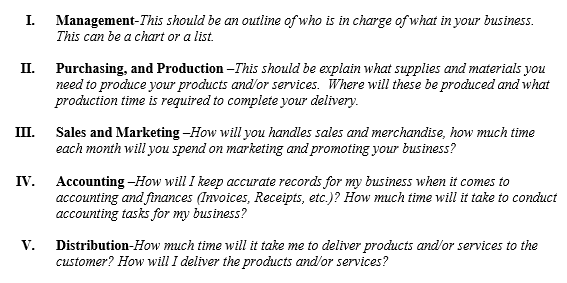 I. Management-This should be an outline of who is in charge of what in your business.
This can be a chart or a list.
II. Purchasing, and Production –This should be explain what supplies and materials you
need to produce your products and/or services. Where will these be produced and what
production time is required to complete your delivery.
III. Sales and Marketing –How will you handles sales and merchandise, how much time
each month will you spend on marketing and promoting your business?
IV. Accounting –How will I keep accurate records for my business when it comes to
accounting and finances (Invoices, Receipts, etc.)? How much time will it take to conduct
accounting tasks for my business?
V. Distribution-How much time will it take me to deliver products and/or services to the
customer? How will I deliver the products and/or services?